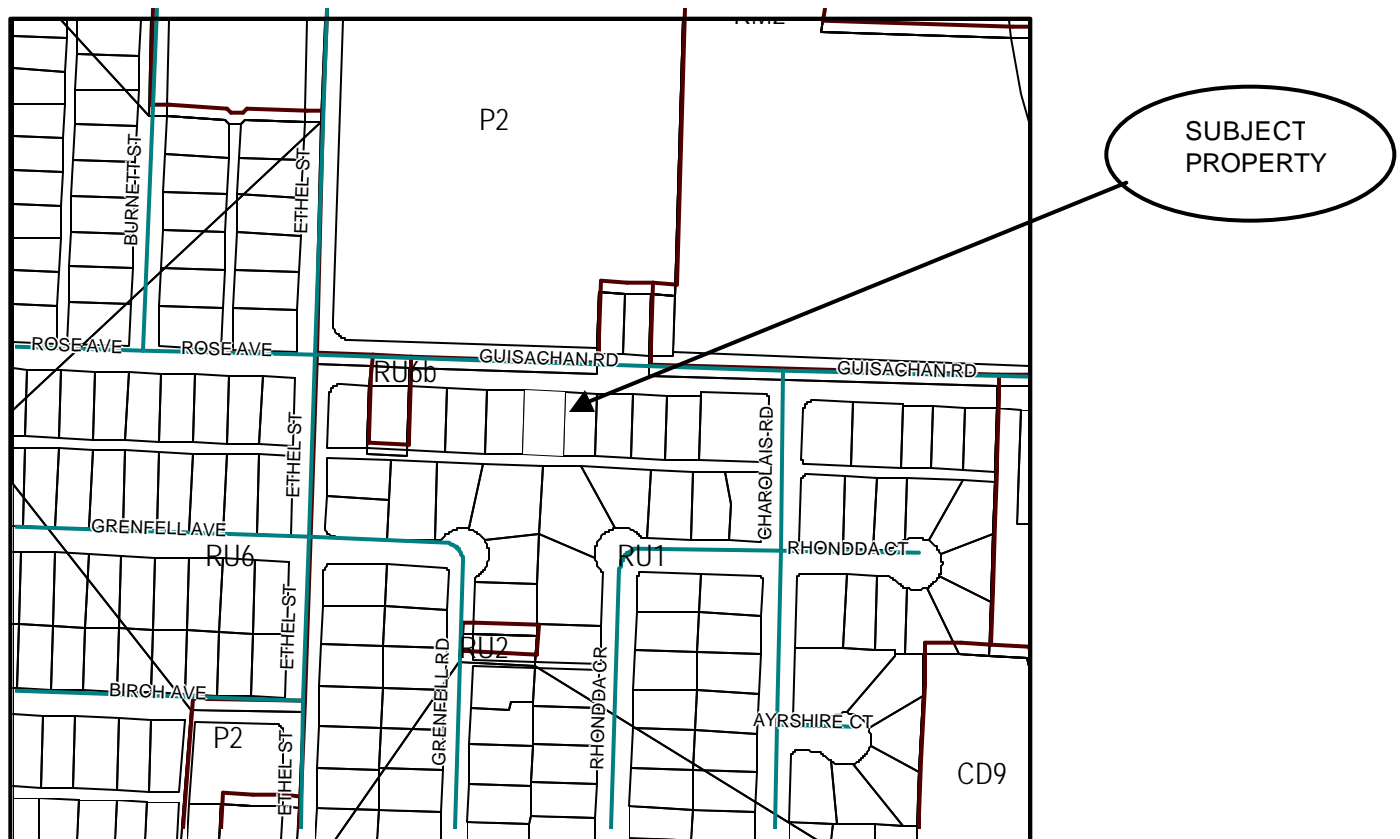 RM2
P2
SUBJECT
PROPERTY
BURNETT ST
ETHEL ST
ROSE AVE
ROSE AVE
GUISACHAN RD
GUISACHAN RD
RU6b
ETHEL ST
CHAROLAIS RD
GRENFELL AVE
RU6
RU1
RHONDDA CT
ETHEL ST
RU2
GRENFELL RD
RHONDDA CR
BIRCH AVE
AYRSHIRE CT
P2
ETHEL ST
CD9